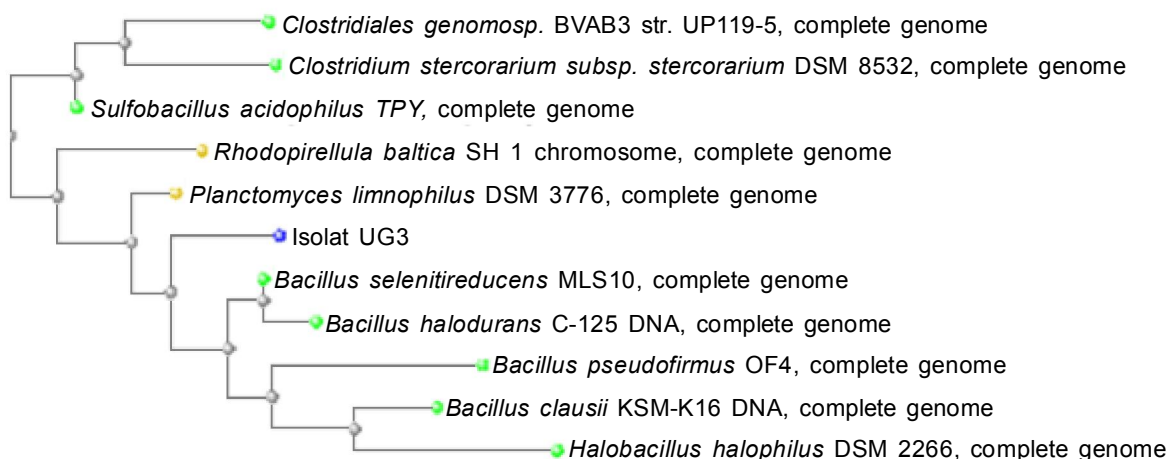 Clostridiales genomosp. BVAB3 str. UP119-5, complete genome
Clostridium stercorarium subsp. stercorarium DSM 8532, complete genome
Sulfobacillus acidophilus TPY, complete genome
Rhodopirellula baltica SH 1 chromosome, complete genome
Planctomyces limnophilus DSM 3776, complete genome
Isolat UG3
Bacillus selenitireducens MLS10, complete genome
Bacillus halodurans C-125 DNA, complete genome
Bacillus pseudofirmus OF4, complete genome
Bacillus clausii KSM-K16 DNA, complete genome
Halobacillus halophilus DSM 2266, complete genome